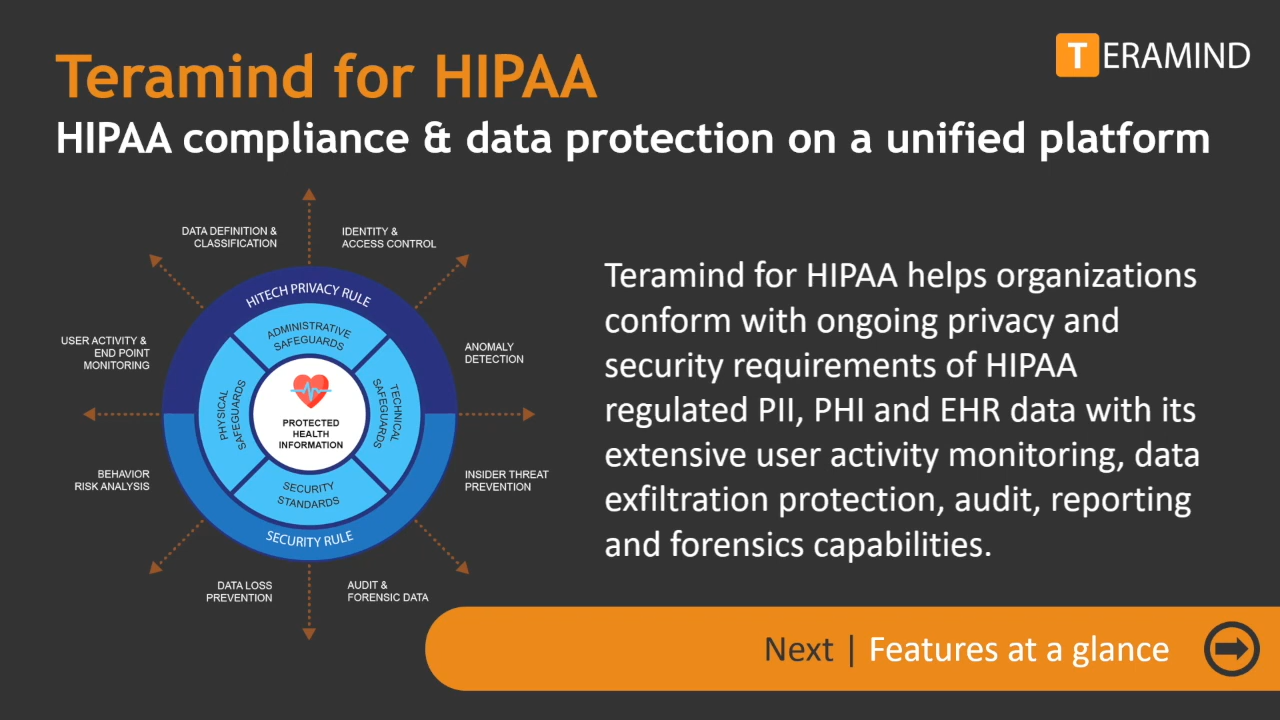 Teramind for HIPAA
TERAMIND
HIPAA compliance & data protection on a unified platform
DATA DEFINITION &
CLASSIFICATION
IDENTITY &
ACCESS CONTROL
USER ACTIVITY &
END POINT
MONITORING
ANOMALY
DETECTION
BEHAVIOR
RISK ANALYSIS
INSIDER THREAT
PREVENTION
DATA LOSS
PREVENTION
AUDIT &
FORENSIC DATA
HITECH PRIVACY RULE
ADMINISTRATIVE
SAFEGUARDS
PHYSICAL
SAFEGUARDS
TECHNICAL
SAFEGUARDS
PROTECTED
HEALTH
INFORMATION
SECURITY
STANDARDS
SECURITY RULE
Teramind for HIPAA helps organizations
conform with ongoing privacy and
security requirements of HIPAA
regulated PII, PHI and EHR data with its
extensive user activity monitoring, data
exfiltration protection, audit, reporting
and forensics capabilities.
Next | Features at a glance